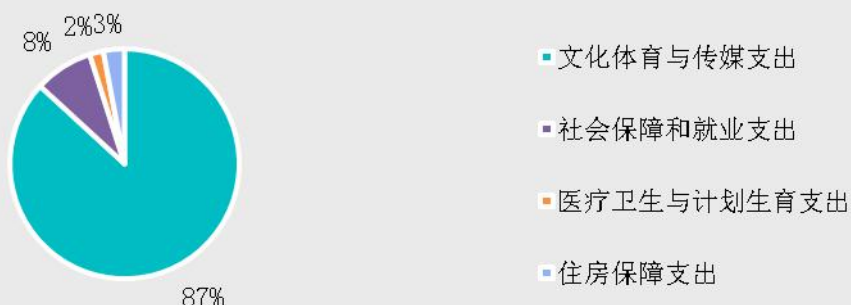 8%
2%
3%
87%
文化体育与传媒支出
社会保障和就业支出
医疗卫生与计划生育支出
住房保障支出